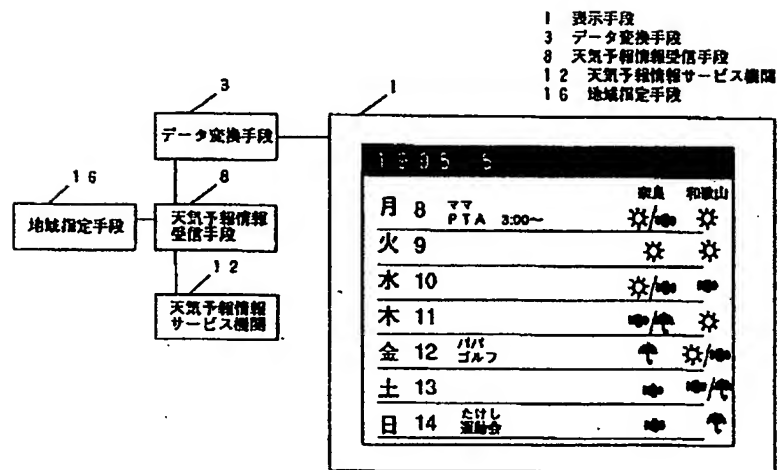 1 表示手段
3 データ変換手段
8 天気予報情報受信手段
12 天気予報情報サービス機関
16 地域指定手段
3
1
データ変換手段
1995 5
16
8
地域指定手段
天気予報情報
受信手段
12
天気予報情報
サービス機関
奈良 和歌山
月 8 ママ
PTA 3:00〜
火 9
水 10
木 11
金 12 パパ
ゴルフ
土 13
日 14 たけし
運動会